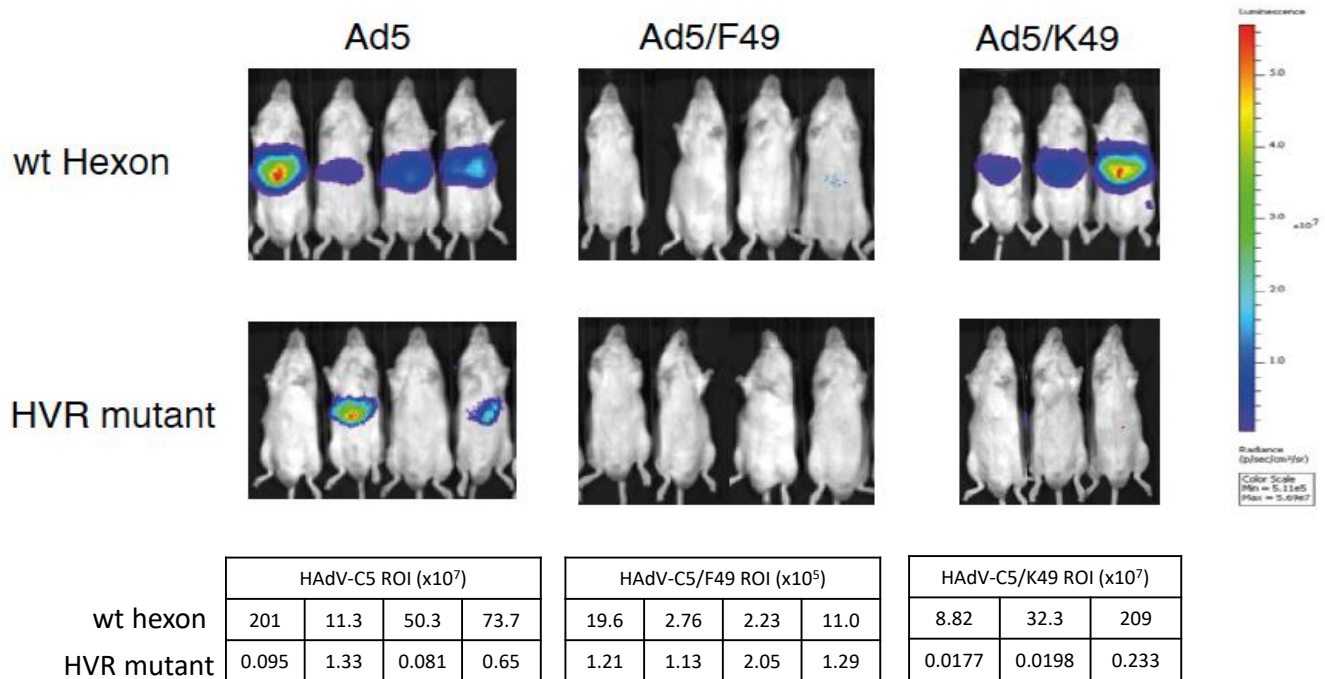 Ad5 Ad5/F49 Ad5/K49
Luminescence
wt Hexon
5.0
4.0
3.0
x10⁷
2.0
1.0
HVR mutant
Radiance
(p/sec/cm²/sr)
Color Scale
Min = 5.11e5
Max = 5.69e7
HAdV-C5 ROI (x10⁷) HAdV-C5/F49 ROI (x10⁵) HAdV-C5/K49 ROI (x10⁷)
wt hexon 201 11.3 50.3 73.7 19.6 2.76 2.23 11.0 8.82 32.3 209
HVR mutant 0.095 1.33 0.081 0.65 1.21 1.13 2.05 1.29 0.0177 0.0198 0.233